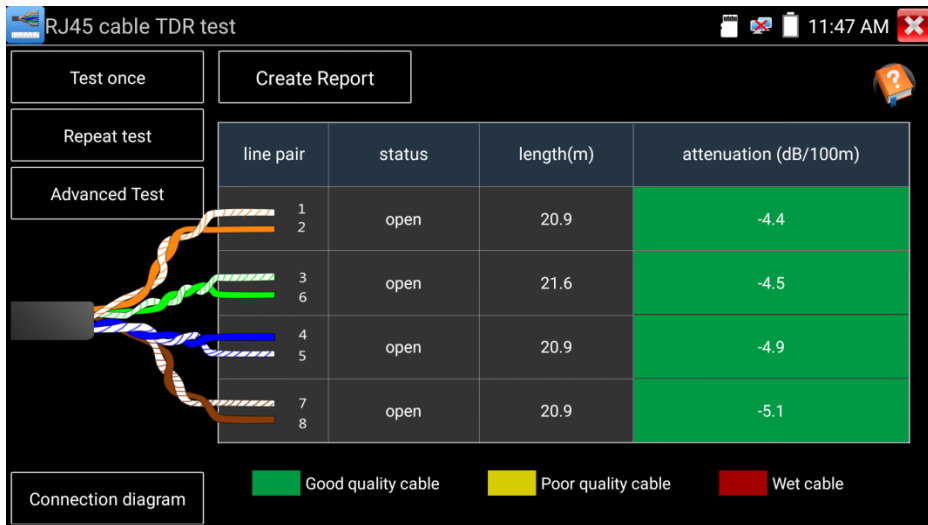 RJ45 cable TDR test
11:47 AM
Test once
Create Report
Repeat test
Advanced Test
line pair status length(m) attenuation (dB/100m)
1
2
open 20.9 -4.4
3
6
open 21.6 -4.5
4
5
open 20.9 -4.9
7
8
open 20.9 -5.1
Good quality cable Poor quality cable Wet cable
Connection diagram